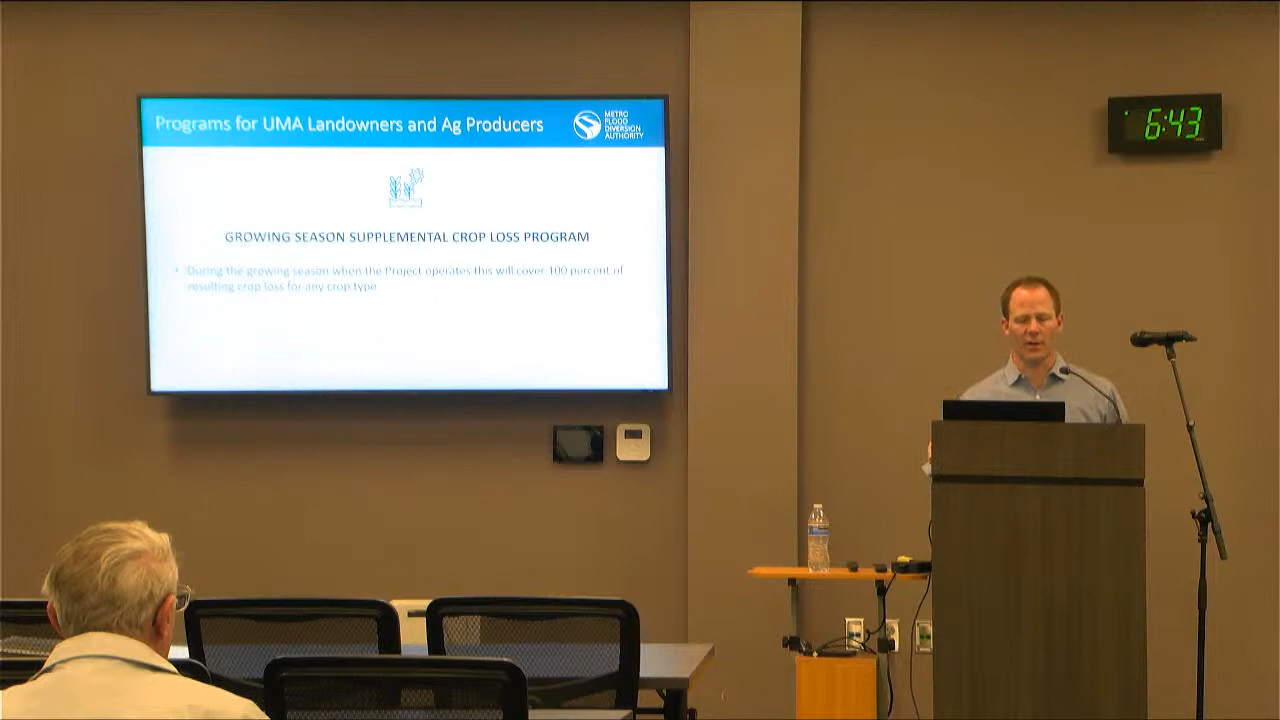 Programs for UMA Landowners and Ag Producers
METRO
FLOOD
DIVERSION
AUTHORITY
GROWING SEASON SUPPLEMENTAL CROP LOSS PROGRAM
• During the growing season when the Project operates this will cover 100 percent of
resulting crop loss for any crop type
6:43